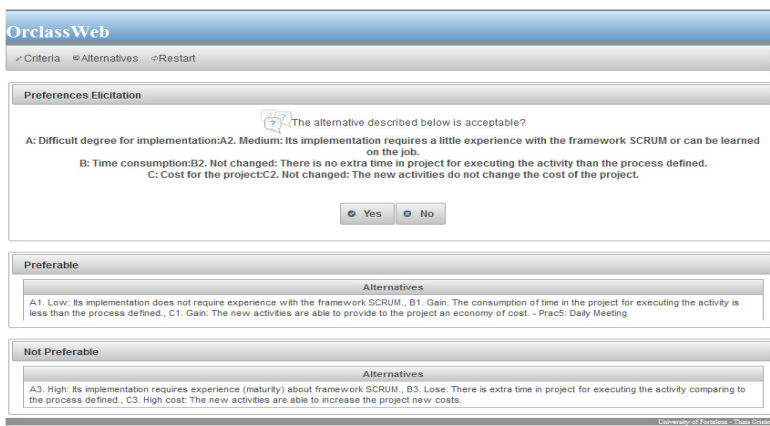 OrclassWeb
Criteria Alternatives Restart
Preferences Elicitation
The alternative described below is acceptable?
A: Difficult degree for implementation:A2. Medium: Its implementation requires a little experience with the framework SCRUM or can be learned
on the job.
B: Time consumption:B2. Not changed: There is no extra time in project for executing the activity than the process defined.
C: Cost for the project:C2. Not changed: The new activities do not change the cost of the project.
Yes No
Preferable
Alternatives
A1. Low: Its implementation does not require experience with the framework SCRUM., B1. Gain: The consumption of time in the project for executing the activity is
less than the process defined., C1. Gain: The new activities are able to provide to the project an economy of cost. - Prac5: Daily Meeting
Not Preferable
Alternatives
A3. High: Its implementation requires experience (maturity) about framework SCRUM., B3. Lose: There is extra time in project for executing the activity comparing to
the process defined., C3. High cost: The new activities are able to increase the project new costs.
University of Fortaleza - Thais